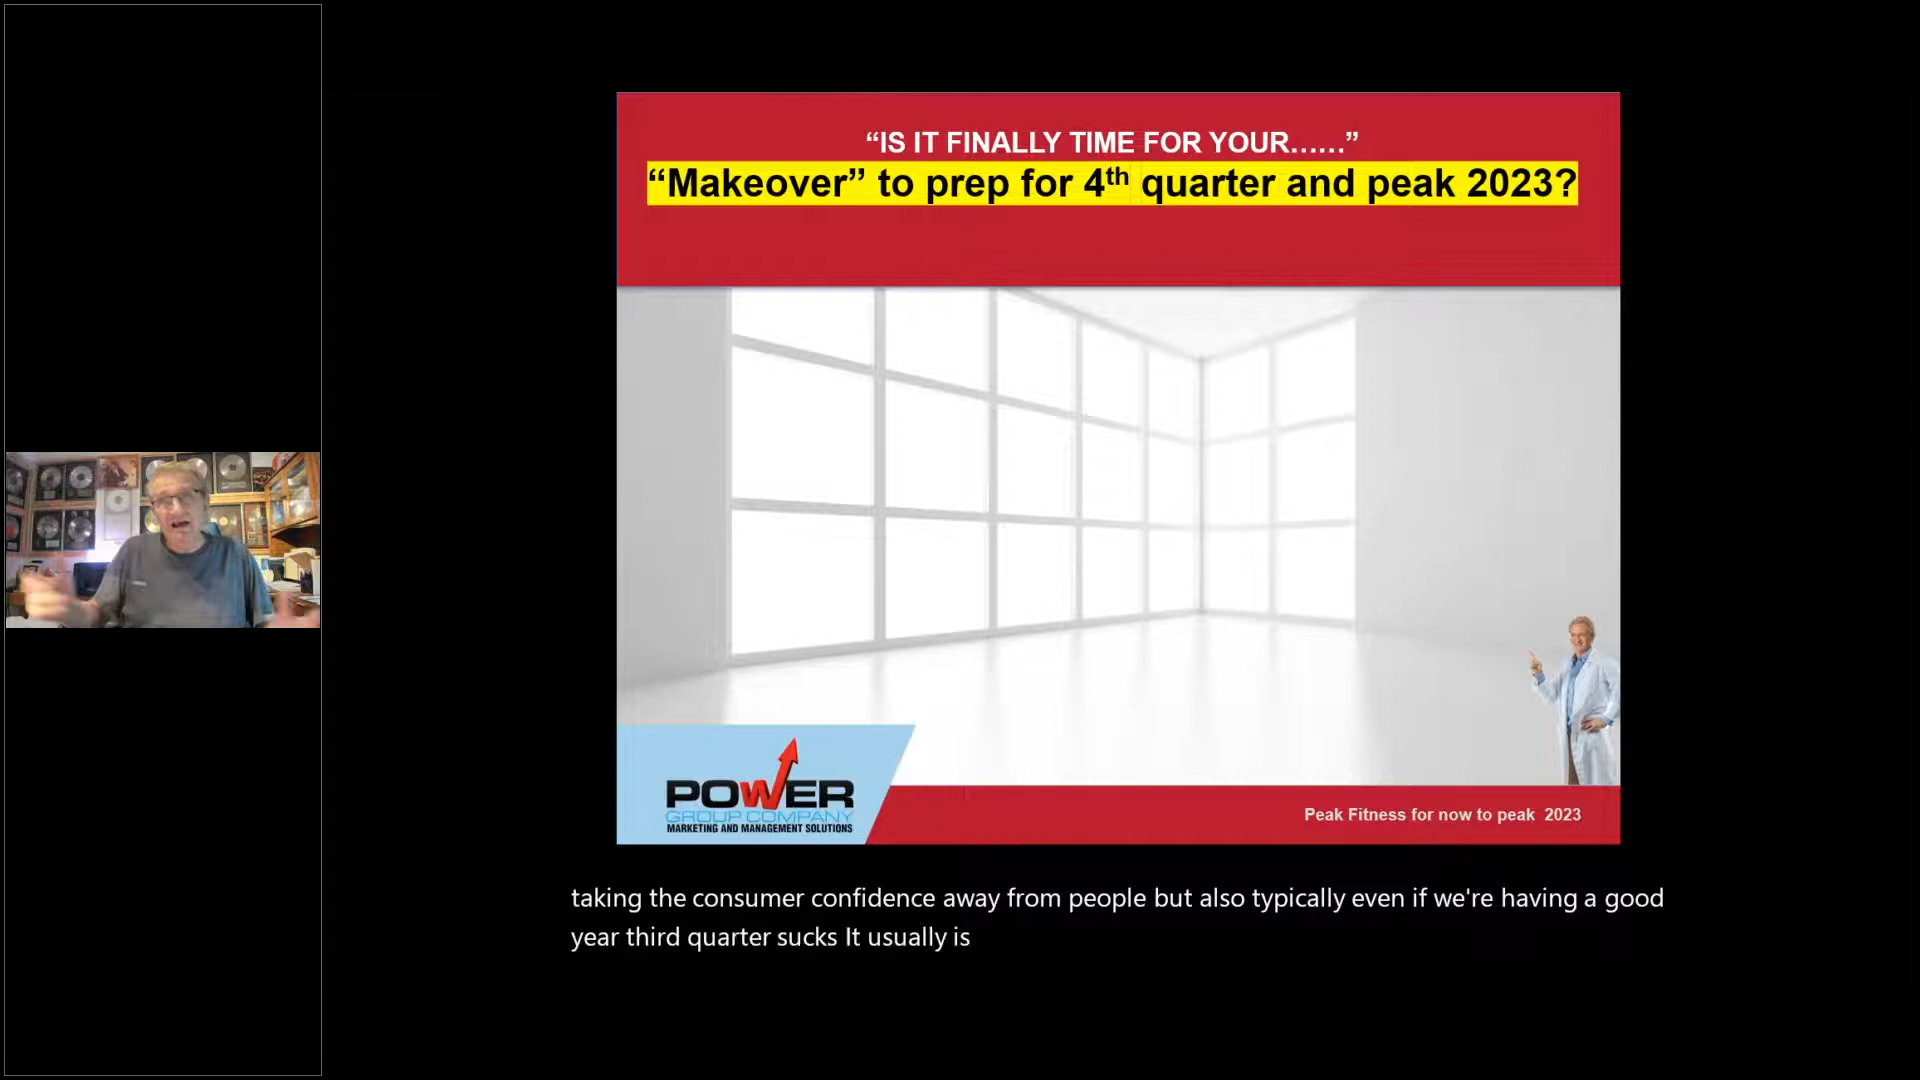 “IS IT FINALLY TIME FOR YOUR……”
“Makeover” to prep for 4th quarter and peak 2023?
POWER
GROUP COMPANY
MARKETING AND MANAGEMENT SOLUTIONS
Peak Fitness for now to peak 2023
taking the consumer confidence away from people but also typically even if we're having a good
year third quarter sucks It usually is